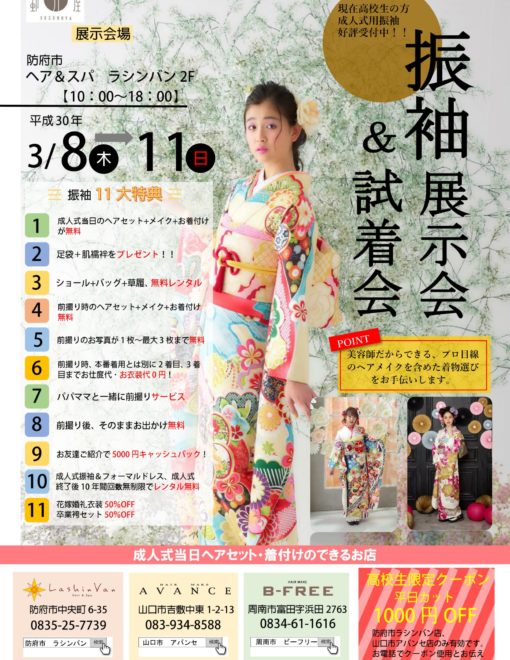 展示会場
防府市
ヘア＆スパ　ラシンバン2F
【10：00〜18：00】
平成30年
3/8木 11日
振袖 11大特典
1 成人式当日のヘアセット+メイク+お着付け
が無料
2 足袋＋肌襦袢をプレゼント！！
3 ショール+バッグ+草履、無料レンタル
4 前撮り時のヘアセット+メイク+お着付け
無料
5 前撮りのお写真が1枚〜最大3枚まで無料
6 前撮り時、本番着用とは別に2着目、3着
目までお仕度代・お衣装代0円！
7 パパママと一緒に前撮りサービス
8 前撮り後、そのままお出かけ無料
9 お友達ご紹介で5000円キャッシュバック！
10 成人式振袖＆フォーマルドレス、成人式
終了後10年間回数無制限でレンタル無料
11 花嫁婚礼衣装50%OFF
卒業袴セット50%OFF
現在高校生の方
成人式用振袖
好評受付中！！
振袖展示会
＆試着会
POINT
美容師だからできる、プロ目線
のヘアメイクを含めた着物選び
をお手伝いします。
成人式当日ヘアセット・着付けのできるお店
LashinVan
防府市中央町6-35
0835-25-7739
防府市　ラシンバン 検索
HAIR MAKE
AVANCE
山口市吉敷中東1-2-13
083-934-8588
山口市　アバンセ 検索
HAIR MAKE
B-FREE
周南市富田字浜田2763
0834-61-1616
周南市　ビーフリー 検索
高校生限定クーポン
平日カット
1000円OFF
防府市ラシンバン店、
山口市アバンセ店のみ有効です。
お電話でクーポン使用とお伝え